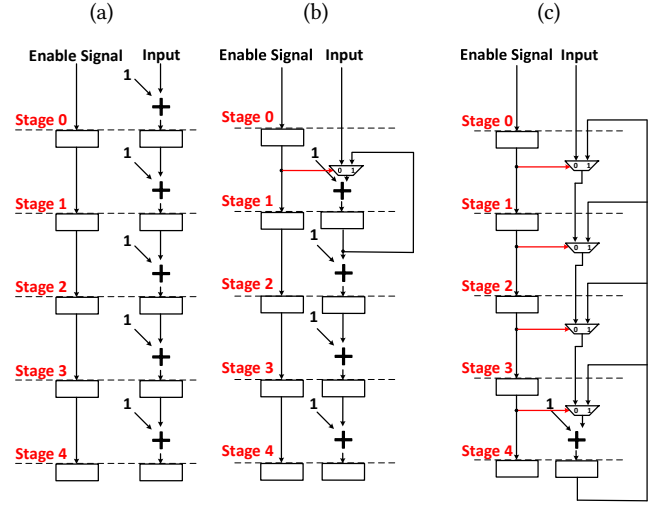 (a)
Enable Signal Input
1
Stage 0
1
Stage 1
1
Stage 2
1
Stage 3
1
Stage 4
(b)
Enable Signal Input
Stage 0
1
0 1
Stage 1
1
Stage 2
1
Stage 3
1
Stage 4
(c)
Enable Signal Input
Stage 0
0 1
Stage 1
0 1
Stage 2
0 1
Stage 3
1
0 1
Stage 4